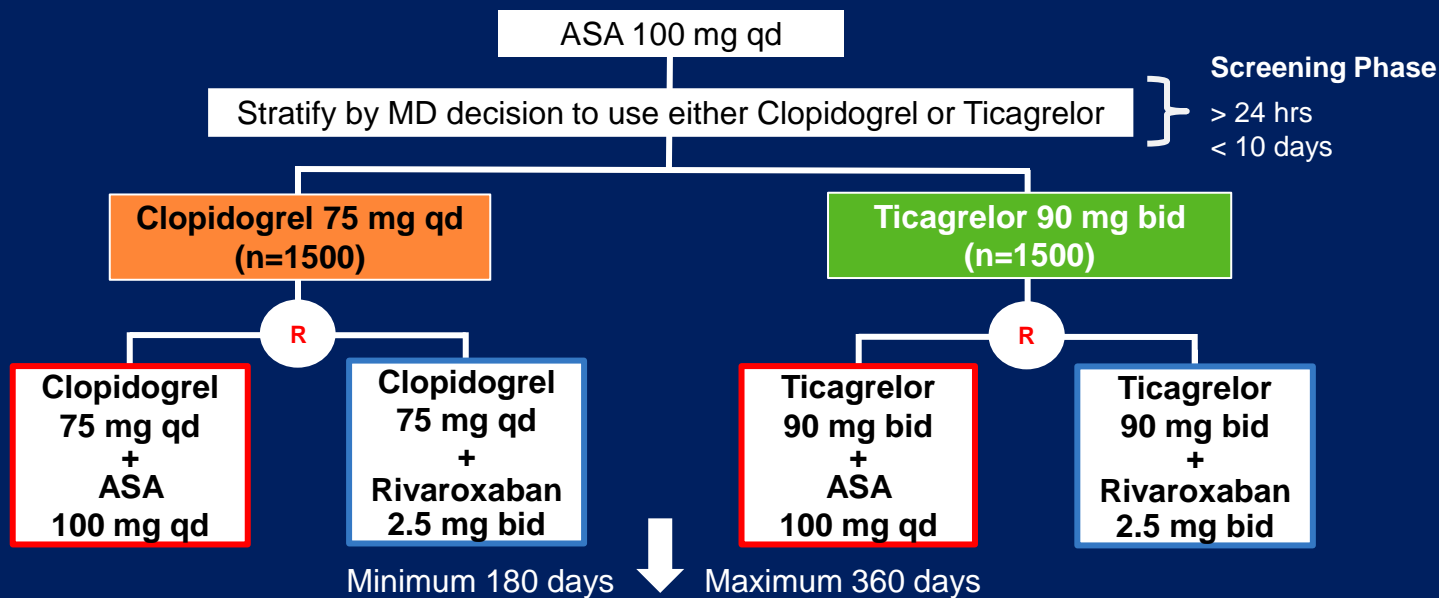 ASA 100 mg qd
Screening Phase
> 24 hrs
< 10 days
Stratify by MD decision to use either Clopidogrel or Ticagrelor
Clopidogrel 75 mg qd
(n=1500)
Ticagrelor 90 mg bid
(n=1500)
R
R
Clopidogrel
75 mg qd
+
ASA
100 mg qd
Clopidogrel
75 mg qd
+
Rivaroxaban
2.5 mg bid
Ticagrelor
90 mg bid
+
ASA
100 mg qd
Ticagrelor
90 mg bid
+
Rivaroxaban
2.5 mg bid
Minimum 180 days
Maximum 360 days